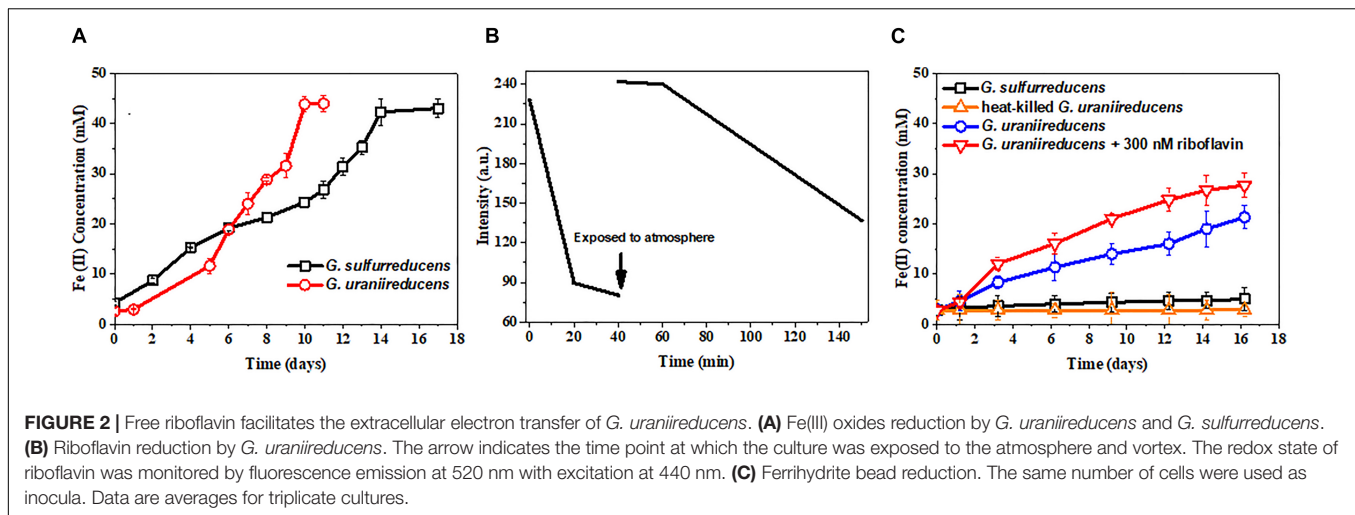 A
B
C
50
40
30
20
10
0
Fe (II) Concentration (mM)
G. sulfurreducens
G. uraniireducens
0 2 4 6 8 10 12 14 16 18
Time (days)
240
210
180
150
120
90
60
Intensity (a.u.)
Exposed to atmosphere
0 20 40 60 80 100 120 140
Time (min)
50
40
30
20
10
0
Fe(II) concentration (mM)
G. sulfurreducens
heat-killed G. uraniireducens
G. uraniireducens
G. uraniireducens + 300 nM riboflavin
0 2 4 6 8 10 12 14 16 18
Time (days)
FIGURE 2 | Free riboflavin facilitates the extracellular electron transfer of G. uraniireducens. (A) Fe(III) oxides reduction by G. uraniireducens and G. sulfurreducens.
(B) Riboflavin reduction by G. uraniireducens. The arrow indicates the time point at which the culture was exposed to the atmosphere and vortex. The redox state of
riboflavin was monitored by fluorescence emission at 520 nm with excitation at 440 nm. (C) Ferrihydrite bead reduction. The same number of cells were used as
inocula. Data are averages for triplicate cultures.